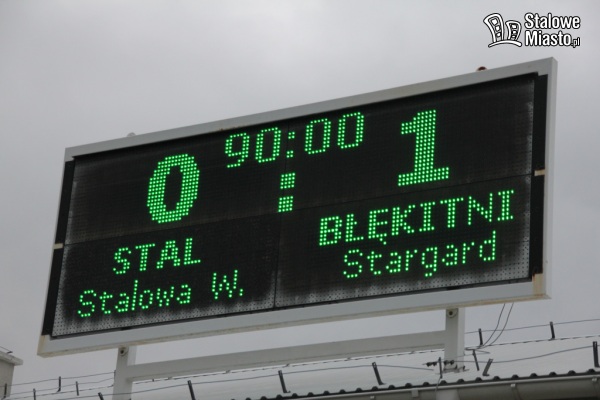 Stalowe
Miasto.pl
90:00
0 : 1
STAL
Stalowa W.
BŁĘKITNI
Stargard